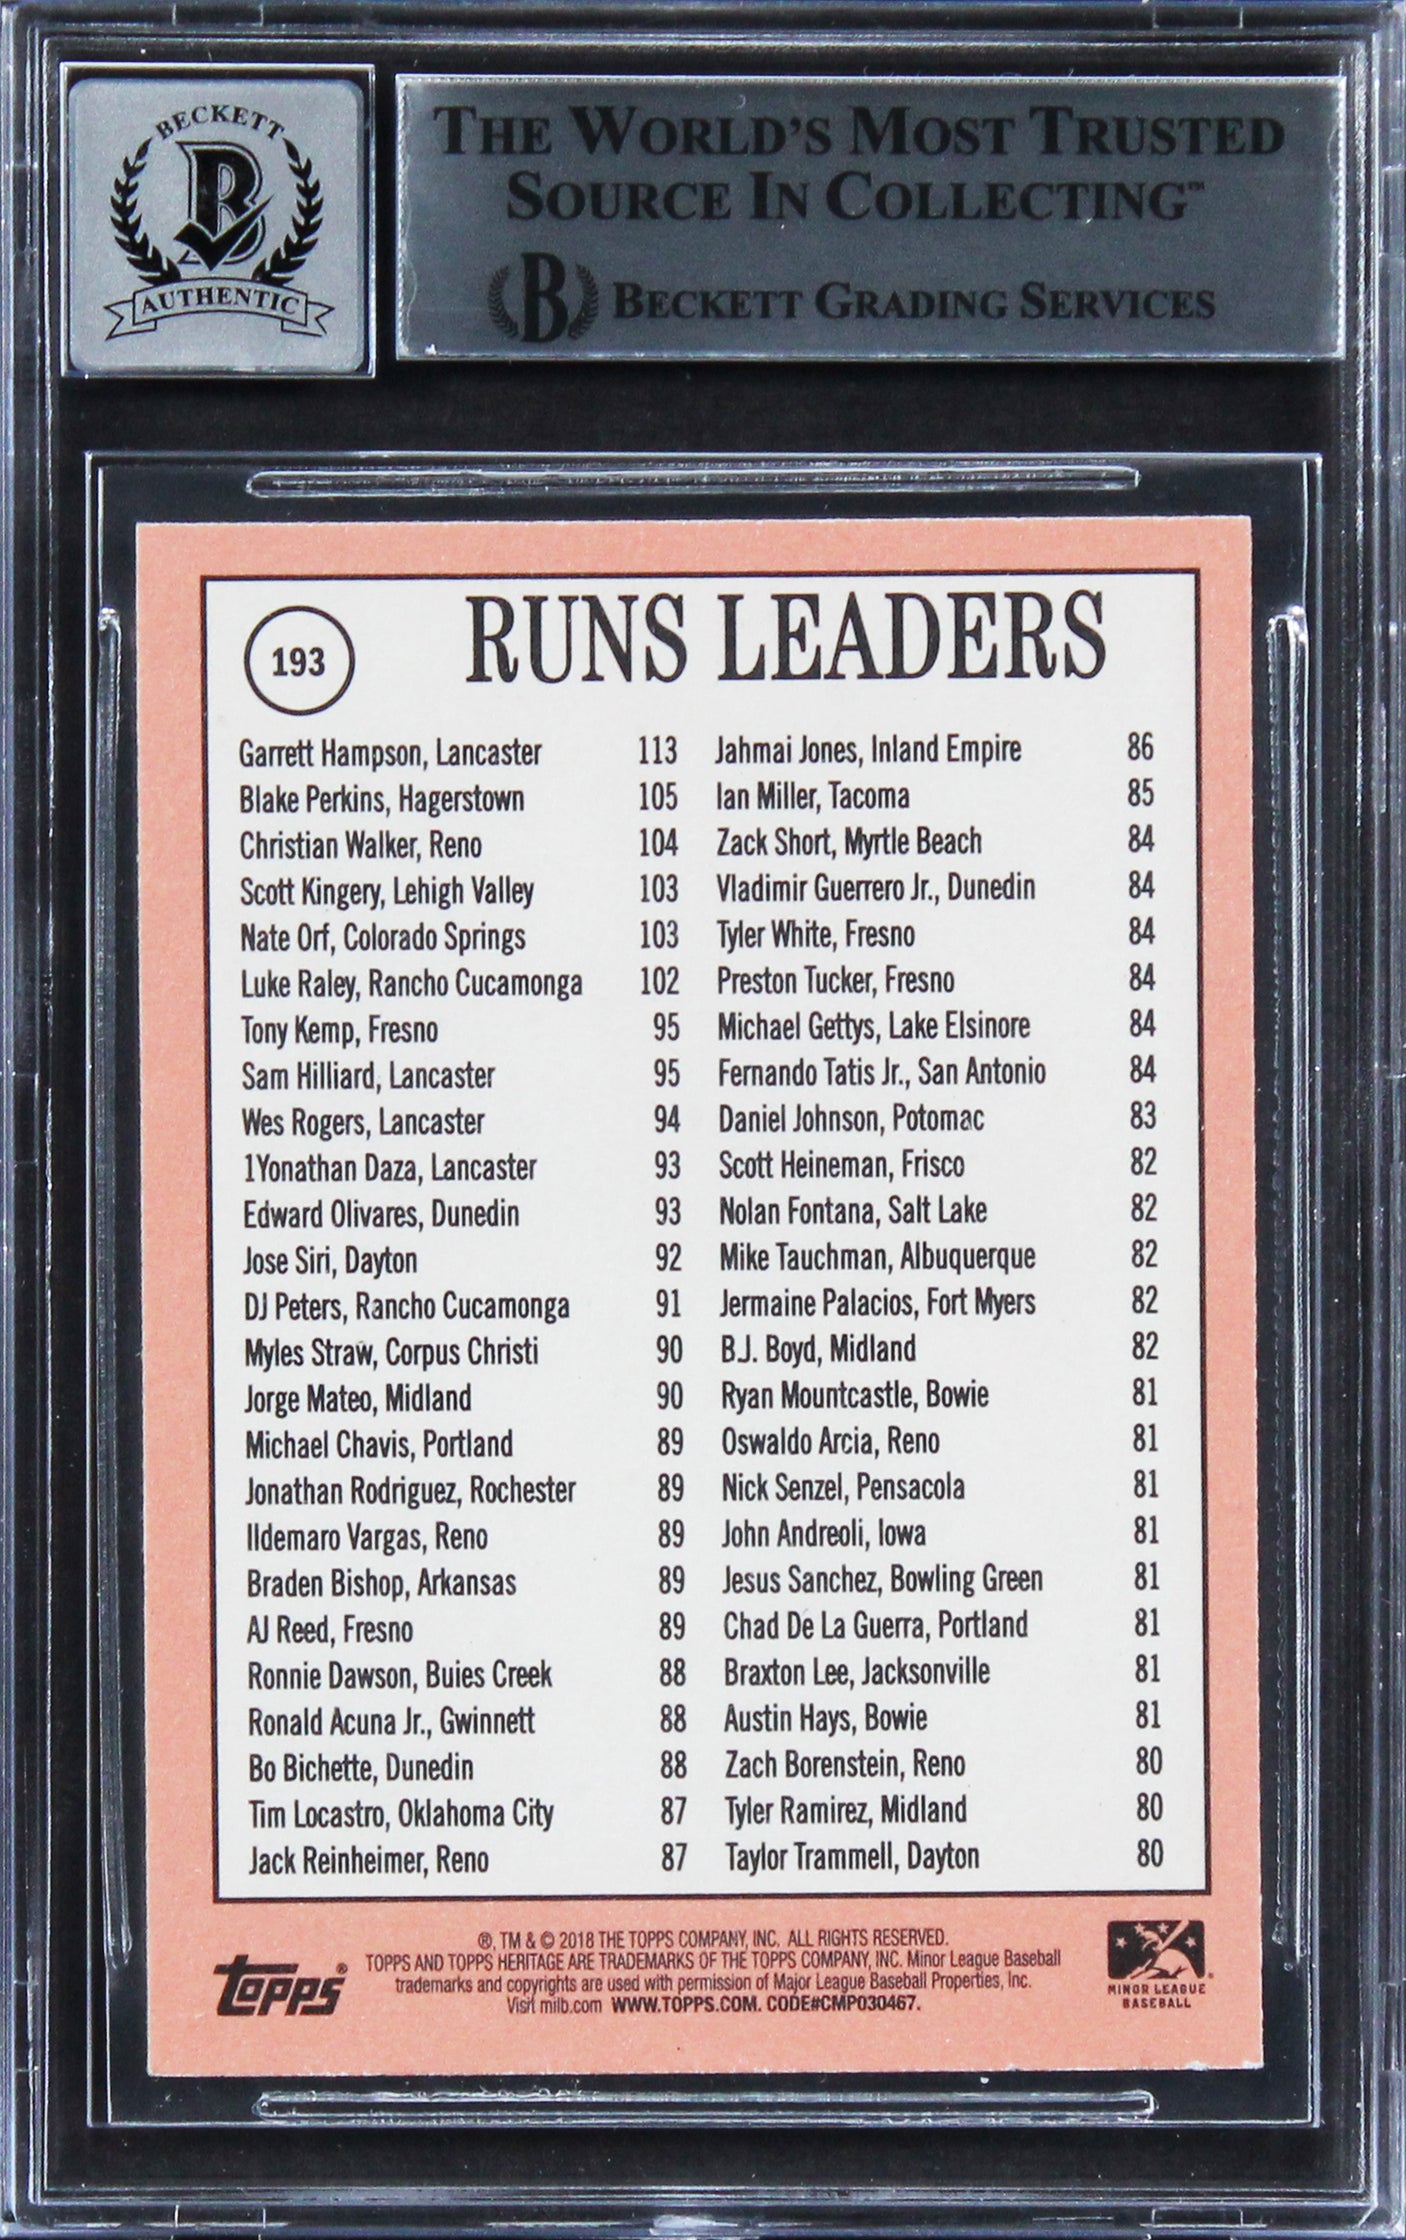 BECKETT
B
AUTHENTIC
THE WORLD'S MOST TRUSTED
SOURCE IN COLLECTING™
B BECKETT GRADING SERVICES
193
RUNS LEADERS
Garrett Hampson, Lancaster 113
Blake Perkins, Hagerstown 105
Christian Walker, Reno 104
Scott Kingery, Lehigh Valley 103
Nate Orf, Colorado Springs 103
Luke Raley, Rancho Cucamonga 102
Tony Kemp, Fresno 95
Sam Hilliard, Lancaster 95
Wes Rogers, Lancaster 94
1Yonathan Daza, Lancaster 93
Edward Olivares, Dunedin 93
Jose Siri, Dayton 92
DJ Peters, Rancho Cucamonga 91
Myles Straw, Corpus Christi 90
Jorge Mateo, Midland 90
Michael Chavis, Portland 89
Jonathan Rodriguez, Rochester 89
Ildemaro Vargas, Reno 89
Braden Bishop, Arkansas 89
AJ Reed, Fresno 89
Ronnie Dawson, Buies Creek 88
Ronald Acuna Jr., Gwinnett 88
Bo Bichette, Dunedin 88
Tim Locastro, Oklahoma City 87
Jack Reinheimer, Reno 87
Jahmai Jones, Inland Empire 86
Ian Miller, Tacoma 85
Zack Short, Myrtle Beach 84
Vladimir Guerrero Jr., Dunedin 84
Tyler White, Fresno 84
Preston Tucker, Fresno 84
Michael Gettys, Lake Elsinore 84
Fernando Tatis Jr., San Antonio 84
Daniel Johnson, Potomac 83
Scott Heineman, Frisco 82
Nolan Fontana, Salt Lake 82
Mike Tauchman, Albuquerque 82
Jermaine Palacios, Fort Myers 82
B.J. Boyd, Midland 82
Ryan Mountcastle, Bowie 81
Oswaldo Arcia, Reno 81
Nick Senzel, Pensacola 81
John Andreoli, Iowa 81
Jesus Sanchez, Bowling Green 81
Chad De La Guerra, Portland 81
Braxton Lee, Jacksonville 81
Austin Hays, Bowie 81
Zach Borenstein, Reno 80
Tyler Ramirez, Midland 80
Taylor Trammell, Dayton 80
topps®
®, TM & © 2018 THE TOPPS COMPANY, INC. ALL RIGHTS RESERVED.
TOPPS AND TOPPS HERITAGE ARE TRADEMARKS OF THE TOPPS COMPANY, INC. Minor League Baseball
trademarks and copyrights are used with permission of Major League Baseball Properties, Inc.
Visit milb.com WWW.TOPPS.COM. CODE#CMP030467.
MINOR LEAGUE
BASEBALL